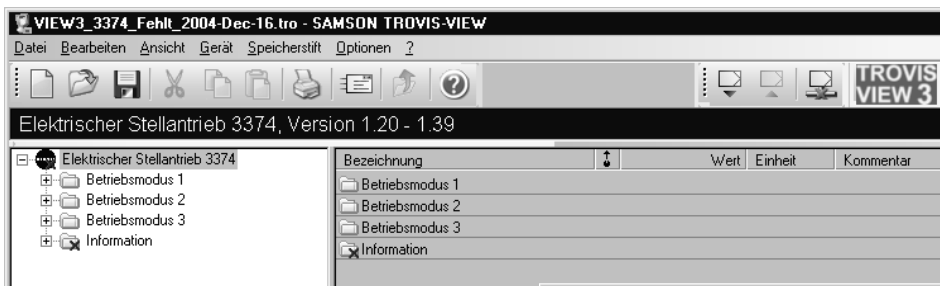 VIEW3_3374_Fehlt_2004-Dec-16.tro - SAMSON TROVIS-VIEW
Datei Bearbeiten Ansicht Gerät Speicherstift Optionen ?
TROVIS
VIEW 3
Elektrischer Stellantrieb 3374, Version 1.20 - 1.39
Elektrischer Stellantrieb 3374
Betriebsmodus 1
Betriebsmodus 2
Betriebsmodus 3
Information
Bezeichnung Wert Einheit Kommentar
Betriebsmodus 1
Betriebsmodus 2
Betriebsmodus 3
Information